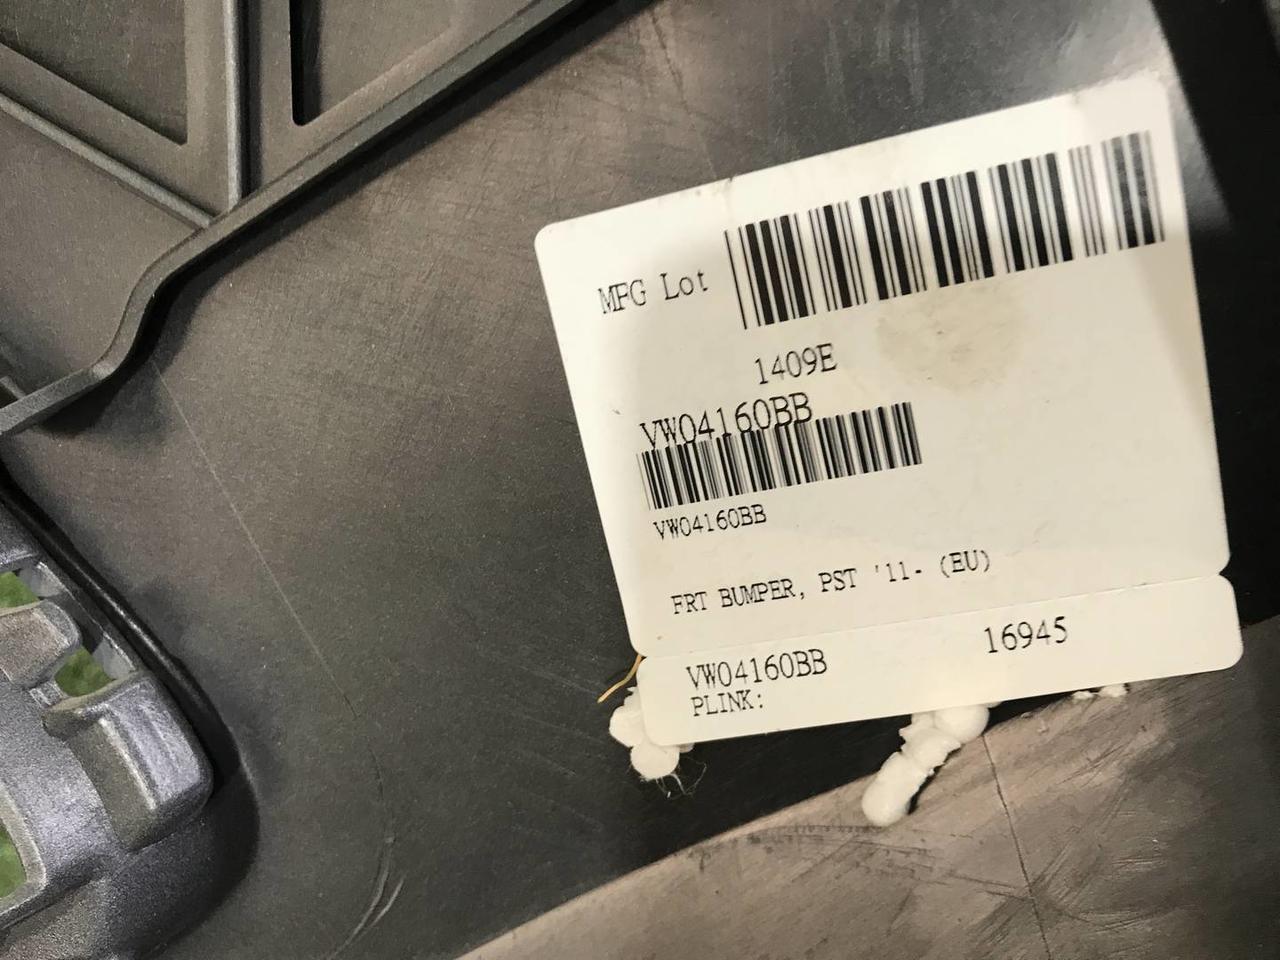 MFG Lot
1409E
VW04160BB
VW04160BB
FRT BUMPER, PST '11- (EU)
VW04160BB 16945
PLINK: